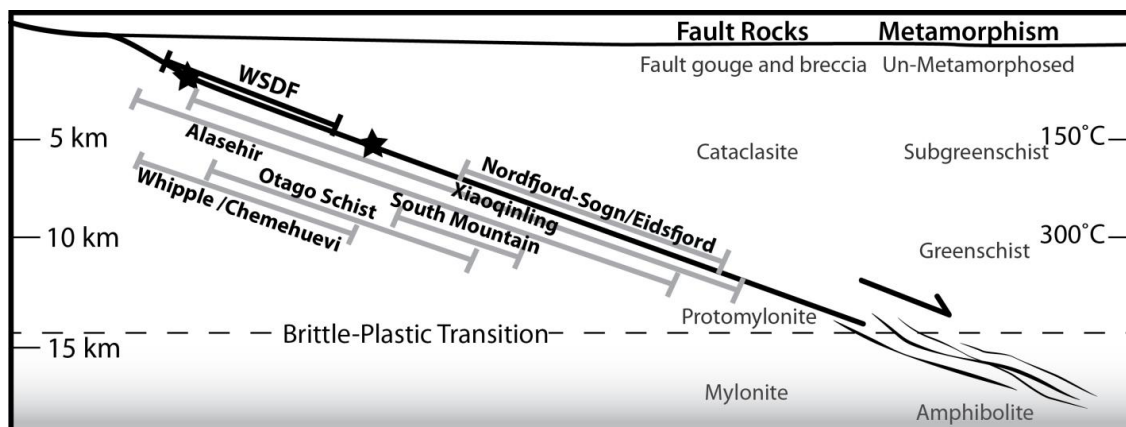 Fault Rocks
Metamorphism
Fault gouge and breccia
Un-Metamorphosed
WSDF
5 km
150˚C
Alasehir
Cataclasite
Subgreenschist
Nordfjord-Sogn/Eidsfjord
Whipple /Chemehuevi
Otago Schist
Xiaoqinling
South Mountain
10 km
300˚C
Greenschist
Protomylonite
Brittle-Plastic Transition
15 km
Mylonite
Amphibolite